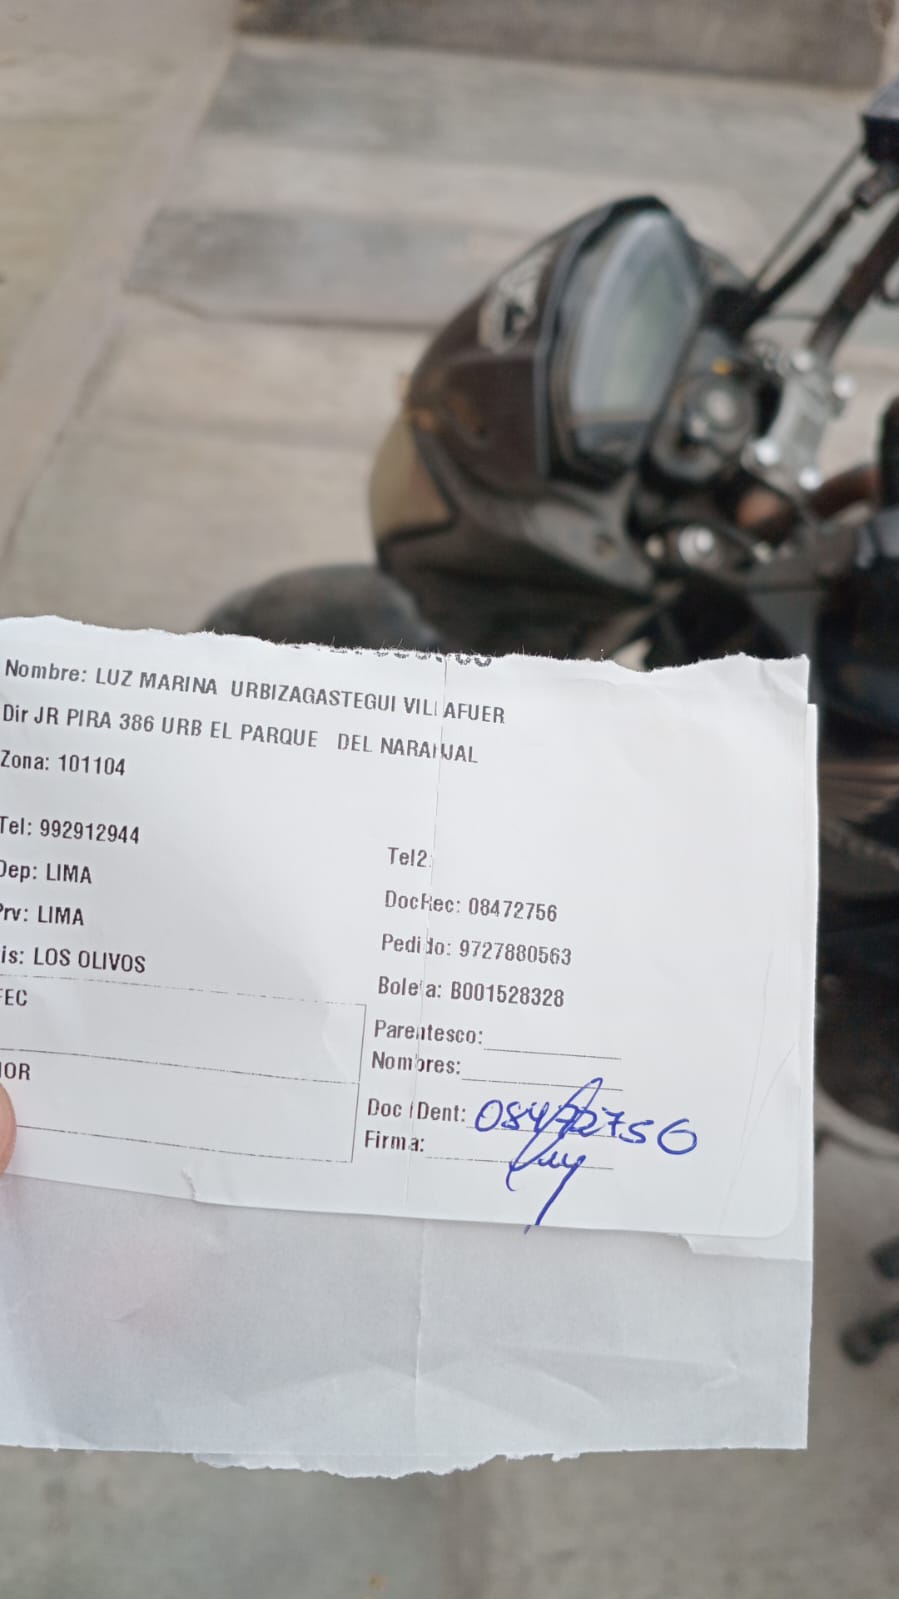 Nombre: LUZ MARINA URBIZAGASTEGUI VILLAFUER
Dir JR PIRA 386 URB EL PARQUE DEL NARANJAL
Zona: 101104
Tel: 992912944
Tel2:
Dep: LIMA
DocRec: 08472756
Prv: LIMA
Pedido: 9727880563
is: LOS OLIVOS
Boleta: B001528328
FEC
Parentesco:
Nombres:
IOR
Doc IDent: 08472756
Firma: